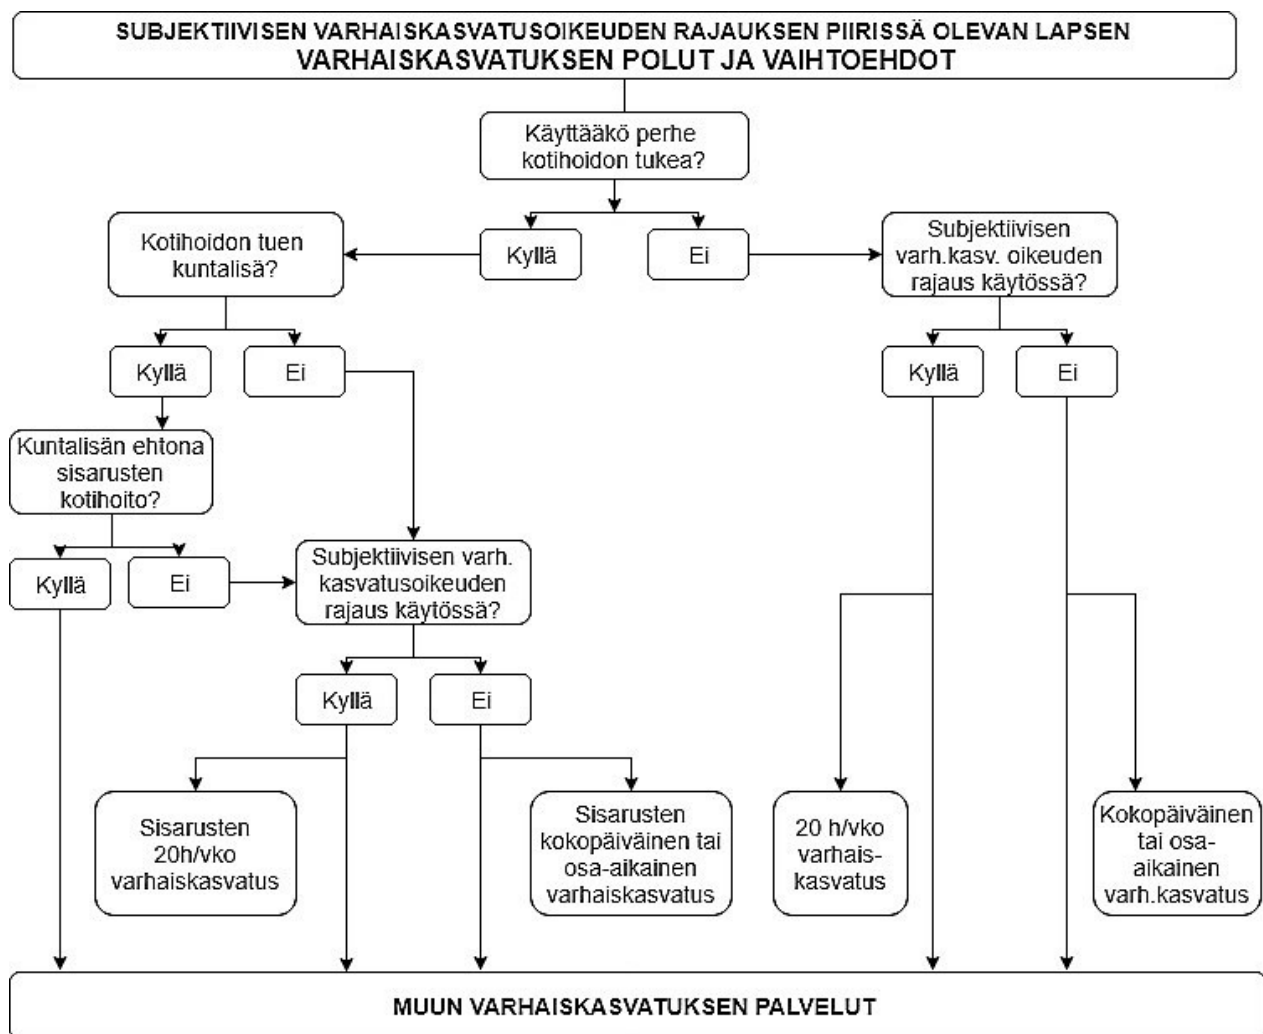 SUBJEKTIIVISEN VARHAISKASVATUSOIKEUDEN RAJAUKSEN PIIRISSÄ OLEVAN LAPSEN
VARHAISKASVATUKSEN POLUT JA VAIHTOEHDOT
Käyttääkö perhe
kotihoidon tukea?
Kyllä
Ei
Kotihoidon tuen
kuntalisä?
Subjektiivisen
varh.kasv. oikeuden
rajaus käytössä?
Kyllä
Ei
Kyllä
Ei
Kuntalisän ehtona
sisarusten
kotihoito?
Kyllä
Ei
Subjektiivisen varh.
kasvatusoikeuden
rajaus käytössä?
Kyllä
Ei
Sisarusten
20h/vko
varhaiskasvatus
Sisarusten
kokopäiväinen tai
osa-aikainen
varhaiskasvatus
20 h/vko
varhais-
kasvatus
Kokopäiväinen
tai osa-
aikainen
varh.kasvatus
MUUN VARHAISKASVATUKSEN PALVELUT